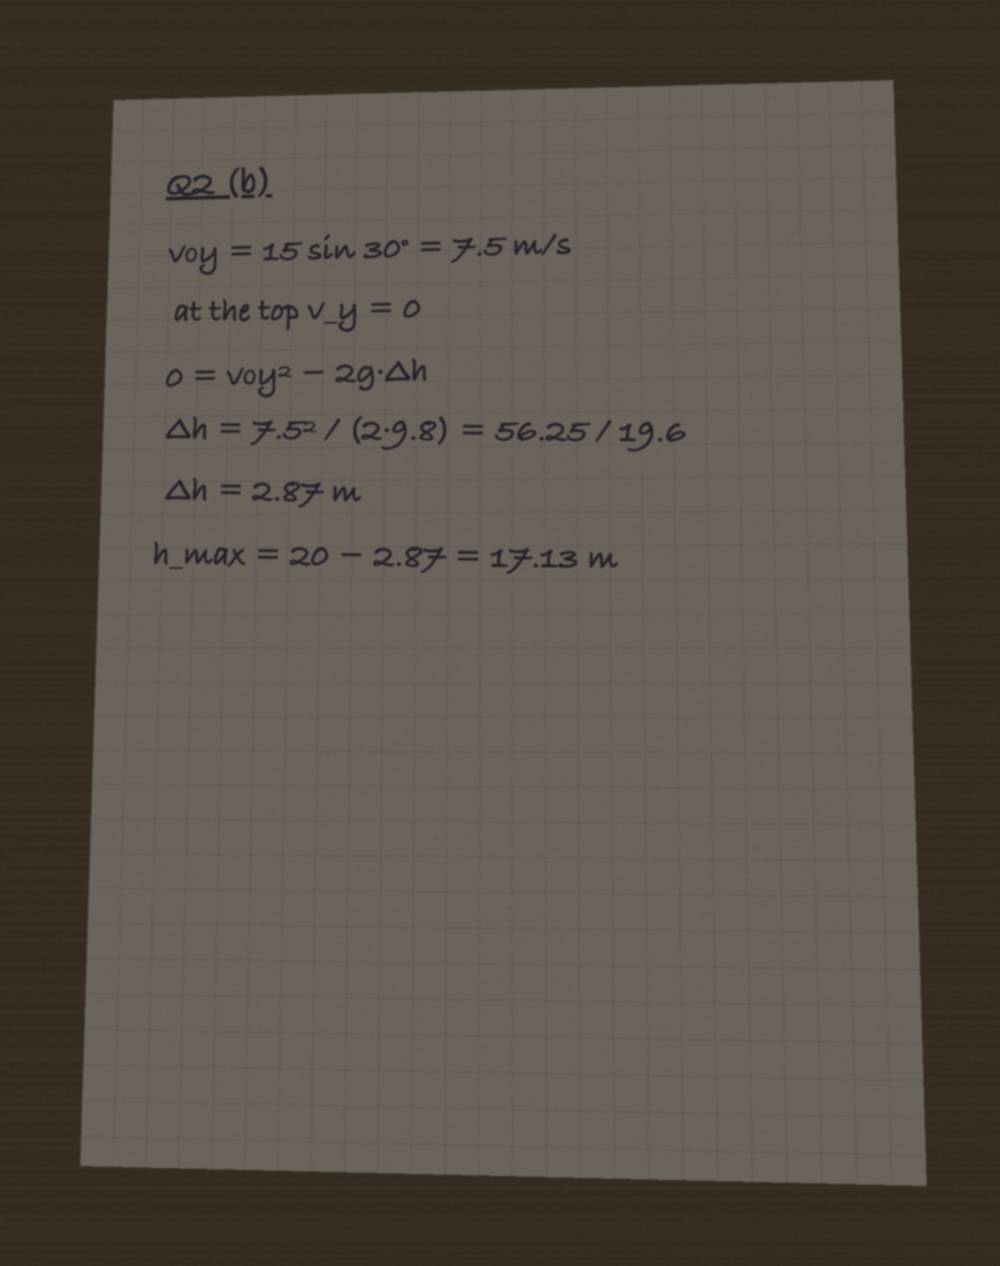 Q2 (b)
voy = 15 sin 30° = 7.5 m/s
at the top v_y = 0
0 = voy² − 2g·Δh
Δh = 7.5² / (2·9.8) = 56.25 / 19.6
Δh = 2.87 m
h_max = 20 − 2.87 = 17.13 m